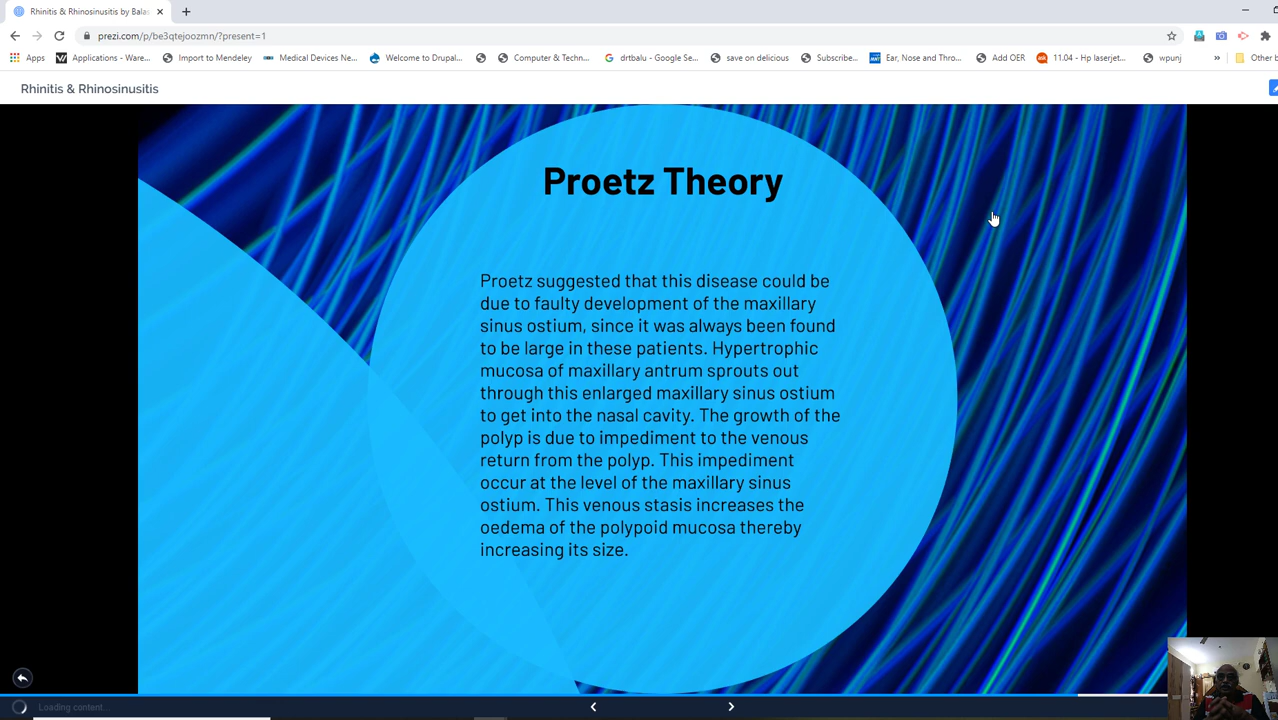 Rhinitis & Rhinosinusitis by Balas
prezi.com/p/be3qtejoozmn/?present=1
Apps Applications - Ware... Import to Mendeley Medical Devices Ne... Welcome to Drupal... Computer & Techn... drtbalu - Google Se... save on delicious Subscribe... Ear, Nose and Thro... Add OER 11.04 - Hp laserjet... wpunj » Other b
Rhinitis & Rhinosinusitis
Proetz Theory
Proetz suggested that this disease could be
due to faulty development of the maxillary
sinus ostium, since it was always been found
to be large in these patients. Hypertrophic
mucosa of maxillary antrum sprouts out
through this enlarged maxillary sinus ostium
to get into the nasal cavity. The growth of the
polyp is due to impediment to the venous
return from the polyp. This impediment
occur at the level of the maxillary sinus
ostium. This venous stasis increases the
oedema of the polypoid mucosa thereby
increasing its size.
Loading content...